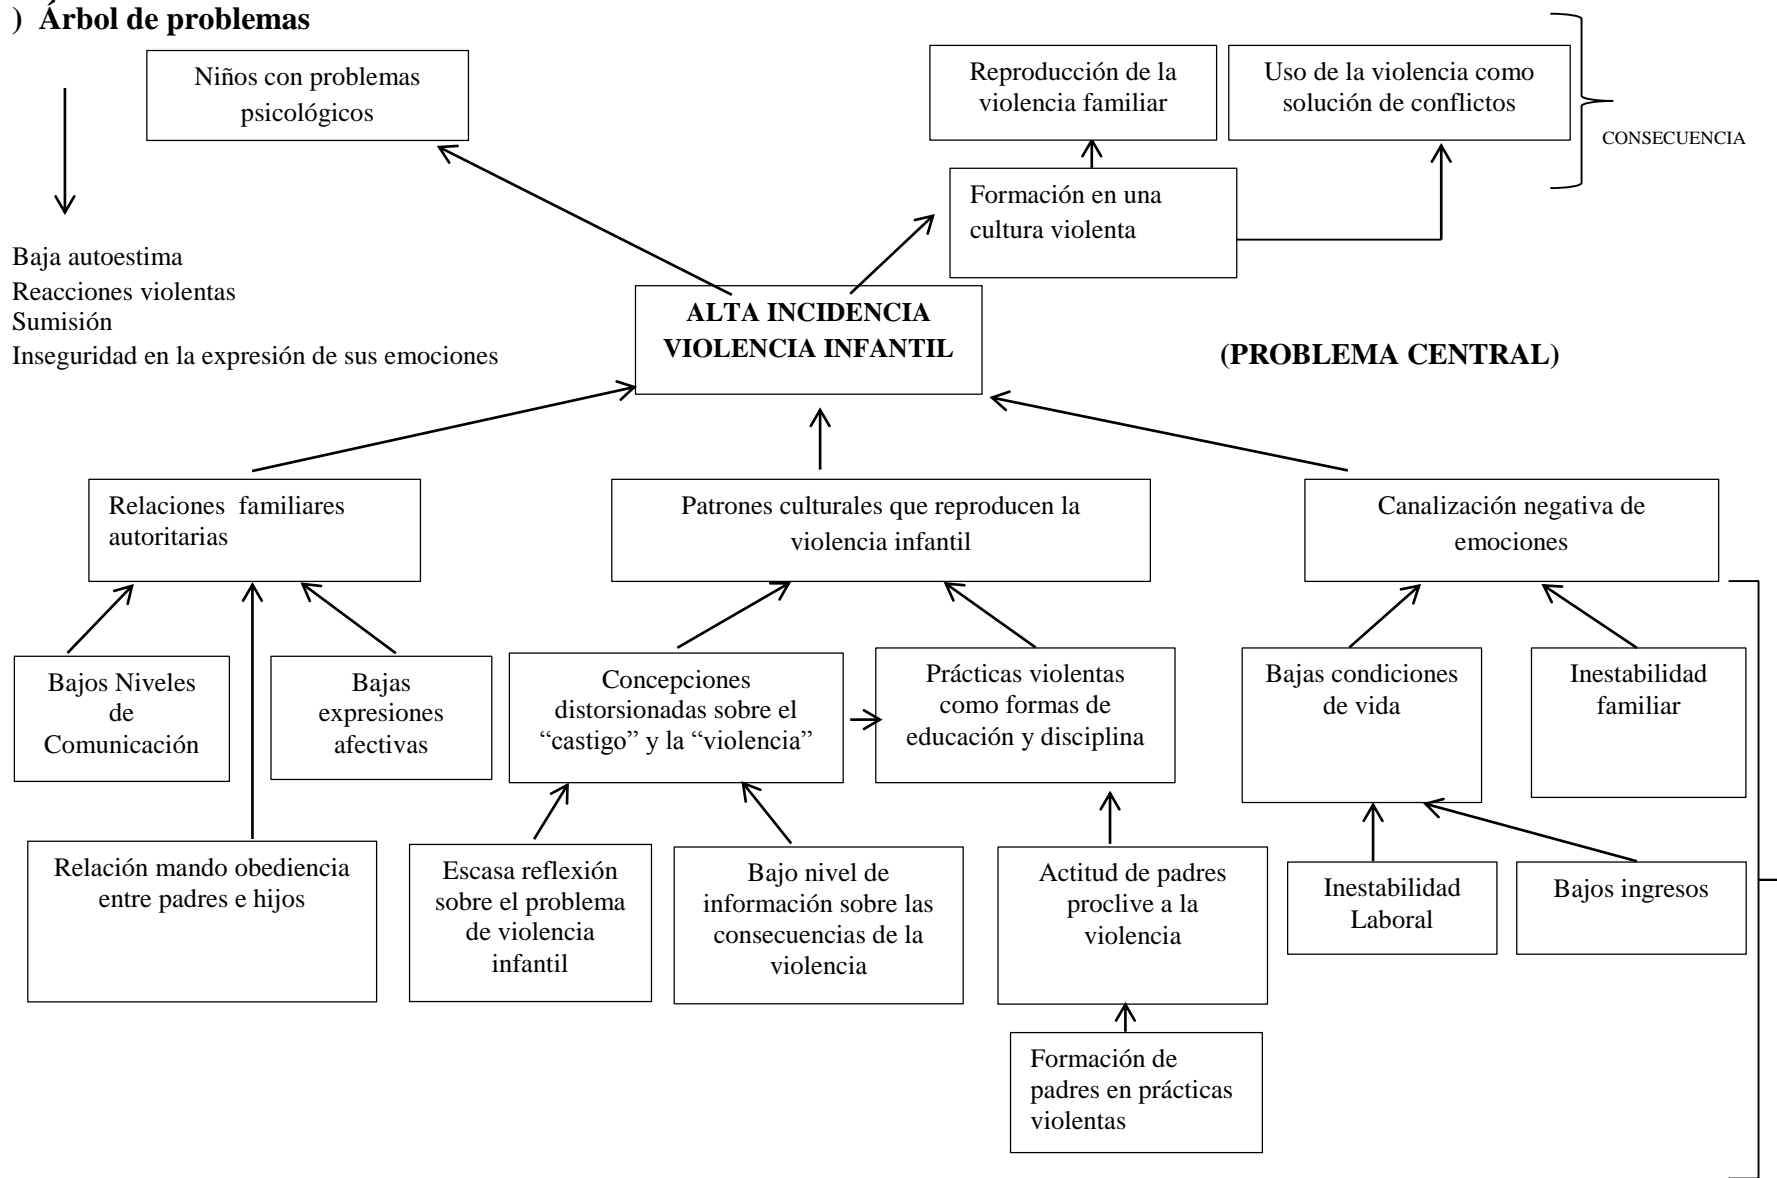 ) Árbol de problemas
Niños con problemas
psicológicos
Reproducción de la
violencia familiar
Uso de la violencia como
solución de conflictos
CONSECUENCIA
Formación en una
cultura violenta
Baja autoestima
Reacciones violentas
Sumisión
Inseguridad en la expresión de sus emociones
ALTA INCIDENCIA
VIOLENCIA INFANTIL
(PROBLEMA CENTRAL)
Relaciones familiares
autoritarias
Patrones culturales que reproducen la
violencia infantil
Canalización negativa de
emociones
Bajos Niveles
de
Comunicación
Bajas
expresiones
afectivas
Concepciones
distorsionadas sobre el
“castigo” y la “violencia”
Prácticas violentas
como formas de
educación y disciplina
Bajas condiciones
de vida
Inestabilidad
familiar
Relación mando obediencia
entre padres e hijos
Escasa reflexión
sobre el problema
de violencia
infantil
Bajo nivel de
información sobre las
consecuencias de la
violencia
Actitud de padres
proclive a la
violencia
Inestabilidad
Laboral
Bajos ingresos
Formación de
padres en prácticas
violentas